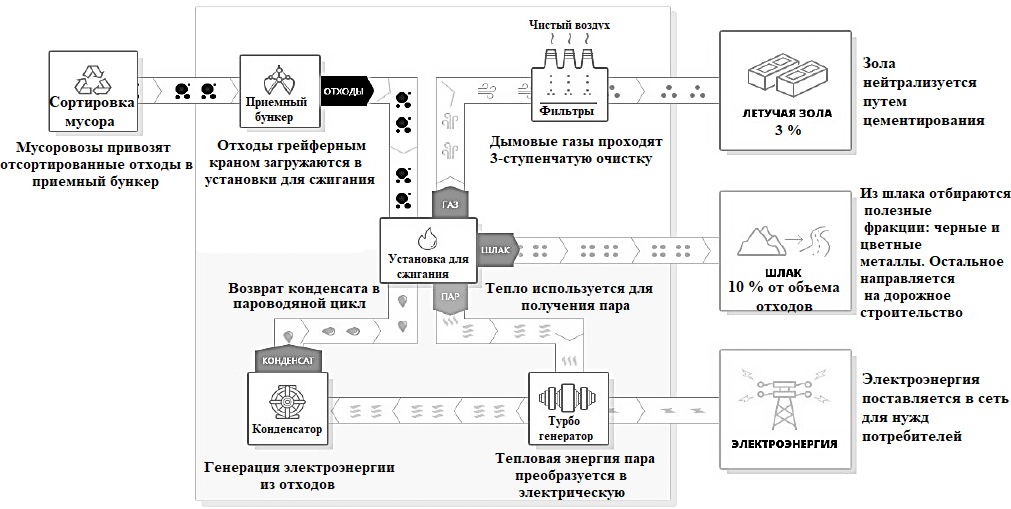 Чистый воздух
Сортировка
мусора
Мусоровозы привозят
отсортированные отходы в
приемный бункер
Приемный
бункер
ОТХОДЫ
Отходы грейферным
краном загружаются в
установки для сжигания
Фильтры
Дымовые газы проходят
3-ступенчатую очистку
ЛЕТУЧАЯ ЗОЛА
3 %
Зола
нейтрализуется
путем
цементирования
ГАЗ
Установка для
сжигания
ШЛАК
ПАР
ШЛАК
10 % от объема
отходов
Из шлака отбираются
полезные
фракции: черные и
цветные
металлы. Остальное
направляется
на дорожное
строительство
Возврат конденсата в
пароводяной цикл
Тепло используется для
получения пара
КОНДЕНСАТ
Конденсатор
Генерация электроэнергии
из отходов
Турбо
генератор
Тепловая энергия пара
преобразуется в
электрическую
ЭЛЕКТРОЭНЕРГИЯ
Электроэнергия
поставляется в сеть
для нужд
потребителей